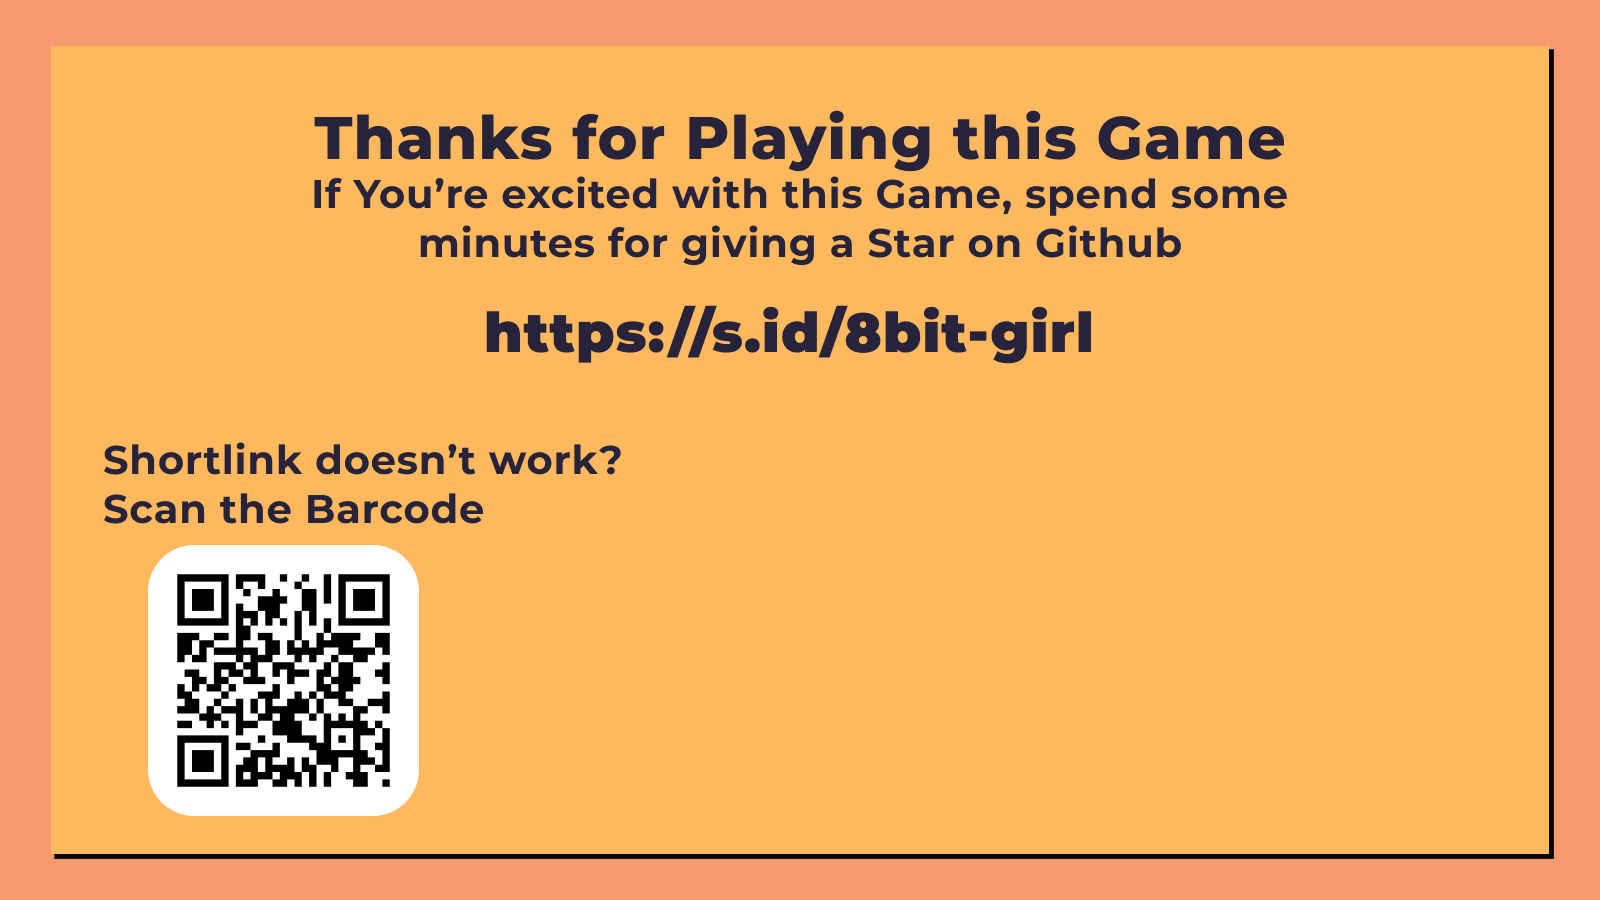 Thanks for Playing this Game
If You’re excited with this Game, spend some
minutes for giving a Star on Github
https://s.id/8bit-girl
Shortlink doesn’t work?
Scan the Barcode